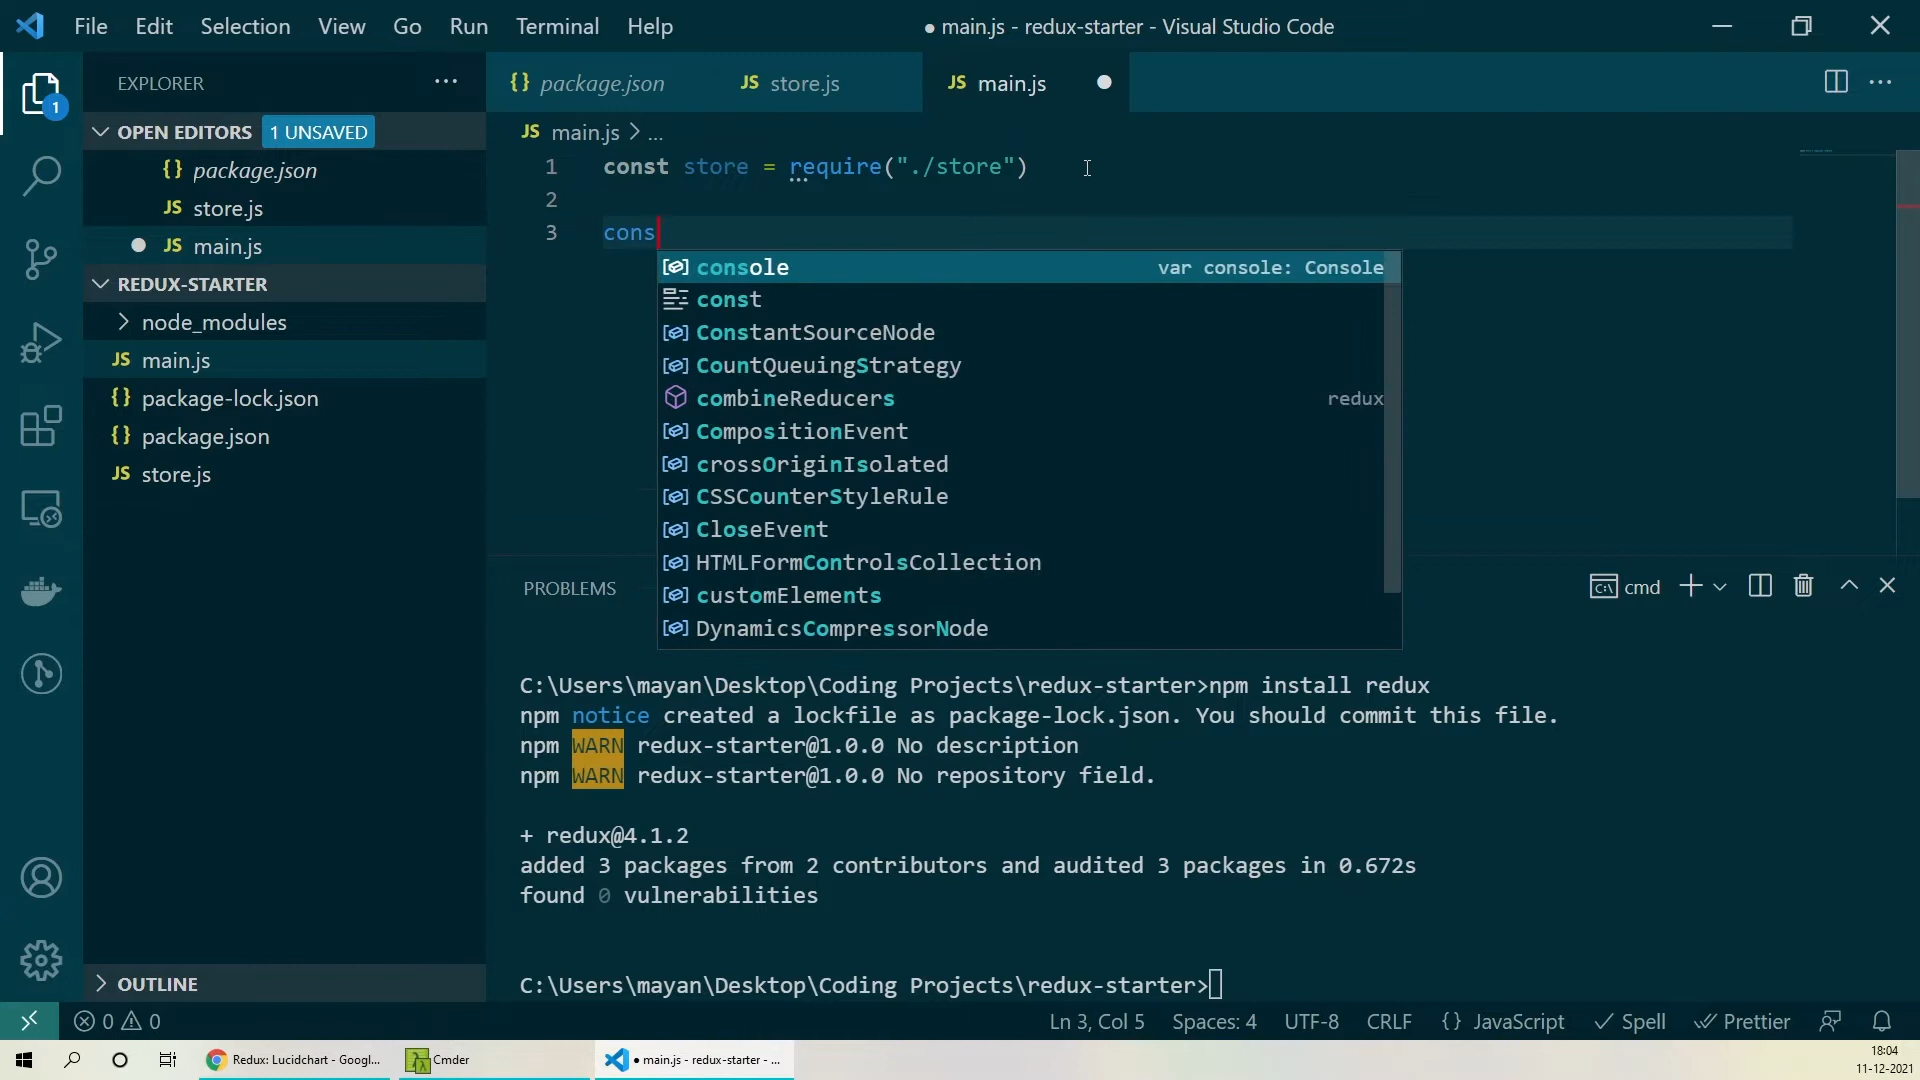 File Edit Selection View Go Run Terminal Help
● main.js - redux-starter - Visual Studio Code
EXPLORER
1
OPEN EDITORS 1 UNSAVED
{} package.json
JS store.js
JS main.js
REDUX-STARTER
node_modules
JS main.js
{} package-lock.json
{} package.json
JS store.js
OUTLINE
{} package.json JS store.js JS main.js
JS main.js > ...
1 const store = require("./store")
2
3 cons
console var console: Console
const
ConstantSourceNode
CountQueuingStrategy
combineReducers redux
CompositionEvent
crossOriginIsolated
CSSCounterStyleRule
CloseEvent
HTMLFormControlsCollection
customElements
DynamicsCompressorNode
PROBLEMS cmd
C:\Users\mayan\Desktop\Coding Projects\redux-starter>npm install redux
npm notice created a lockfile as package-lock.json. You should commit this file.
npm WARN redux-starter@1.0.0 No description
npm WARN redux-starter@1.0.0 No repository field.
+ redux@4.1.2
added 3 packages from 2 contributors and audited 3 packages in 0.672s
found 0 vulnerabilities
C:\Users\mayan\Desktop\Coding Projects\redux-starter>
0 0 Ln 3, Col 5 Spaces: 4 UTF-8 CRLF {} JavaScript Spell Prettier
Redux: Lucidchart - Googl... Cmder ● main.js - redux-starter - ... 18:04
11-12-2021